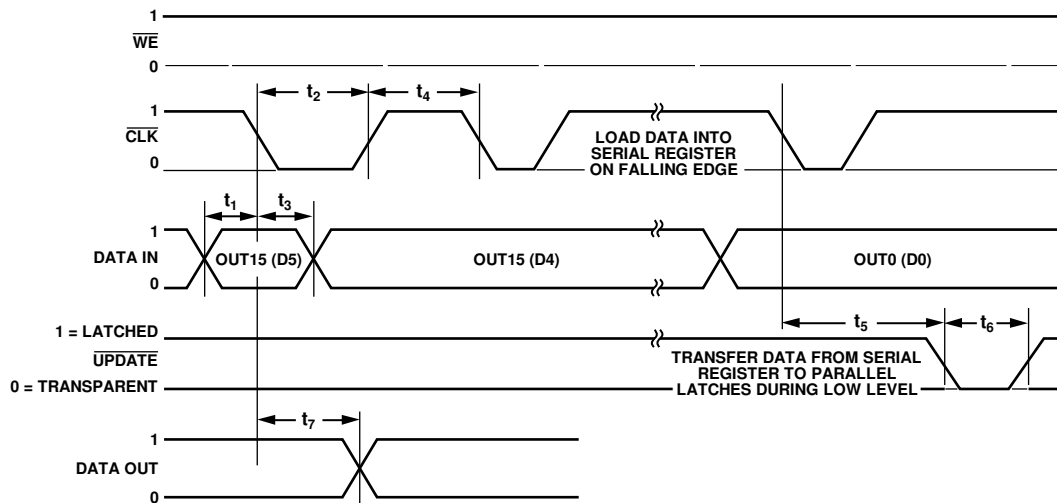 1
WE
0
t2
t4
1
CLK
0
LOAD DATA INTO
SERIAL REGISTER
ON FALLING EDGE
t1
t3
1
DATA IN
0
OUT15 (D5)
OUT15 (D4)
OUT0 (D0)
t5
t6
1 = LATCHED
UPDATE
0 = TRANSPARENT
TRANSFER DATA FROM SERIAL
REGISTER TO PARALLEL
LATCHES DURING LOW LEVEL
t7
1
DATA OUT
0